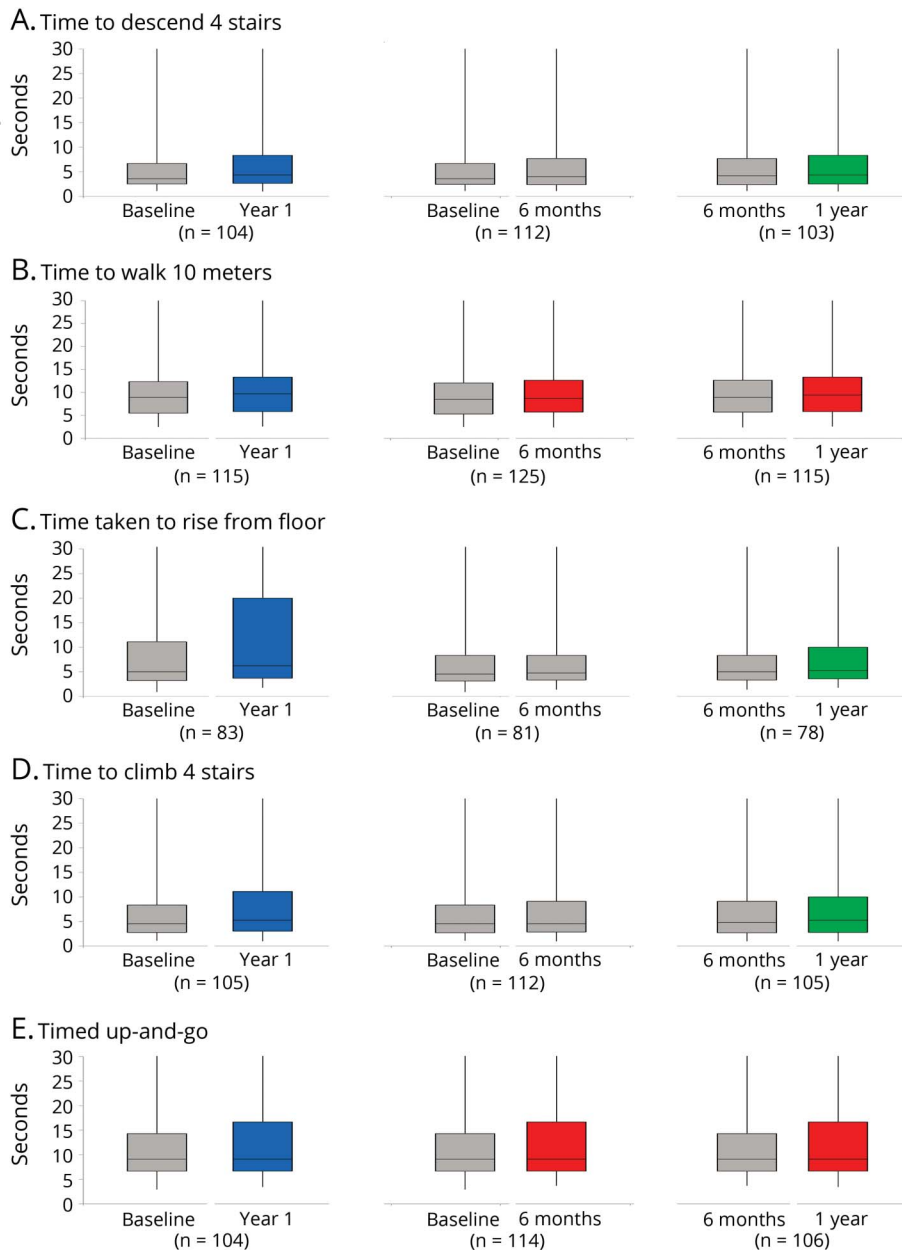 A. Time to descend 4 stairs
Seconds
30
25
20
15
10
5
0
Baseline Year 1 Baseline 6 months 6 months 1 year
(n = 104) (n = 112) (n = 103)
B. Time to walk 10 meters
Seconds
30
25
20
15
10
5
0
Baseline Year 1 Baseline 6 months 6 months 1 year
(n = 115) (n = 125) (n = 115)
C. Time taken to rise from floor
Seconds
30
25
20
15
10
5
0
Baseline Year 1 Baseline 6 months 6 months 1 year
(n = 83) (n = 81) (n = 78)
D. Time to climb 4 stairs
Seconds
30
25
20
15
10
5
0
Baseline Year 1 Baseline 6 months 6 months 1 year
(n = 105) (n = 112) (n = 105)
E. Timed up-and-go
Seconds
30
25
20
15
10
5
0
Baseline Year 1 Baseline 6 months 6 months 1 year
(n = 104) (n = 114) (n = 106)